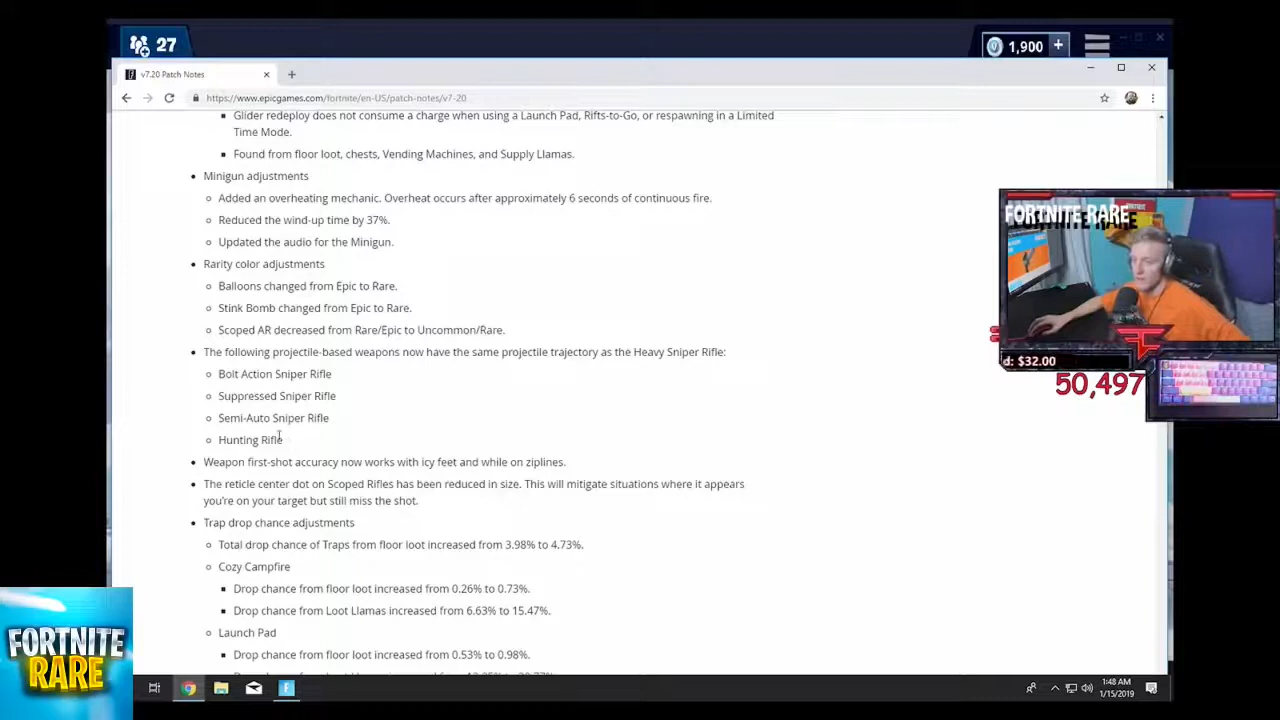 27
1,900 +
v7.20 Patch Notes
https://www.epicgames.com/fortnite/en-US/patch-notes/v7-20
Glider redeploy does not consume a charge when using a Launch Pad, Rifts-to-Go, or respawning in a Limited
Time Mode.
Found from floor loot, chests, Vending Machines, and Supply Llamas.
Minigun adjustments
Added an overheating mechanic. Overheat occurs after approximately 6 seconds of continuous fire.
Reduced the wind-up time by 37%.
Updated the audio for the Minigun.
Rarity color adjustments
Balloons changed from Epic to Rare.
Stink Bomb changed from Epic to Rare.
Scoped AR decreased from Rare/Epic to Uncommon/Rare.
The following projectile-based weapons now have the same projectile trajectory as the Heavy Sniper Rifle:
Bolt Action Sniper Rifle
Suppressed Sniper Rifle
Semi-Auto Sniper Rifle
Hunting Rifle
Weapon first-shot accuracy now works with icy feet and while on ziplines.
The reticle center dot on Scoped Rifles has been reduced in size. This will mitigate situations where it appears
you're on your target but still miss the shot.
Trap drop chance adjustments
Total drop chance of Traps from floor loot increased from 3.98% to 4.73%.
Cozy Campfire
Drop chance from floor loot increased from 0.26% to 0.73%.
Drop chance from Loot Llamas increased from 6.63% to 15.47%.
Launch Pad
Drop chance from floor loot increased from 0.53% to 0.98%.
FORTNITE RARE
d: $32.00
50,497
FORTNITE
RARE
1:48 AM
1/15/2019